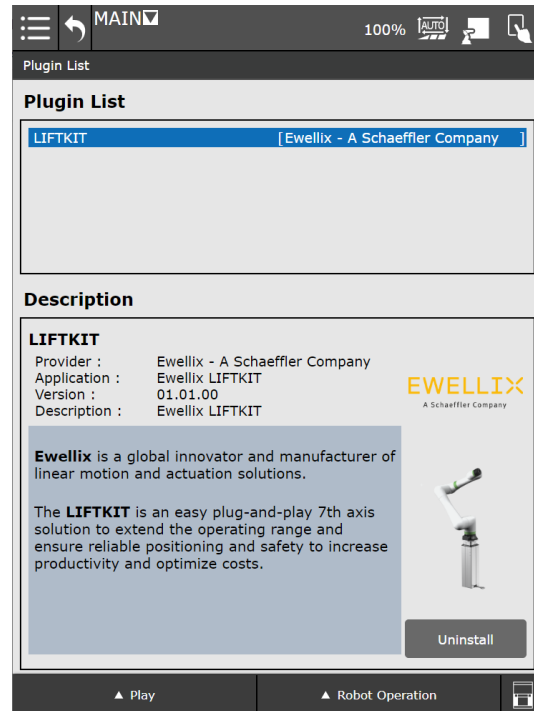 MAIN
100%
AUTO
Plugin List
Plugin List
LIFTKIT [Ewellix - A Schaeffler Company ]
Description
LIFTKIT
Provider : Ewellix - A Schaeffler Company
Application : Ewellix LIFTKIT
Version : 01.01.00
Description : Ewellix LIFTKIT
EWELLIX
A Schaeffler Company
Ewellix is a global innovator and manufacturer of
linear motion and actuation solutions.
The LIFTKIT is an easy plug-and-play 7th axis
solution to extend the operating range and
ensure reliable positioning and safety to increase
productivity and optimize costs.
Uninstall
▲ Play
▲ Robot Operation